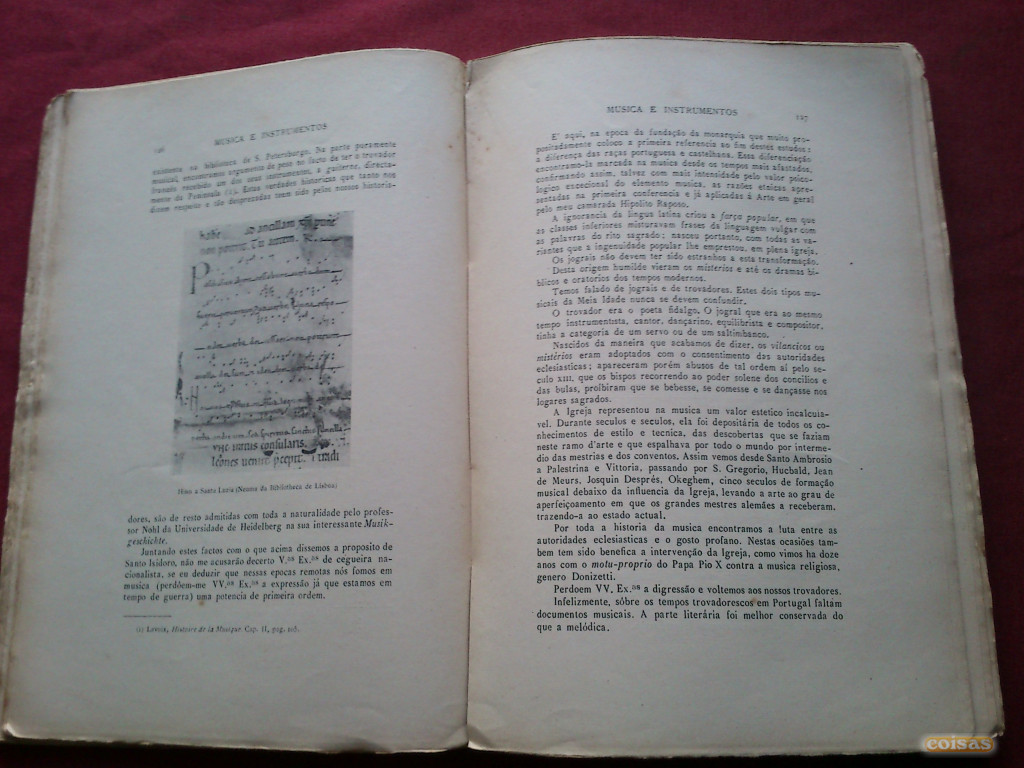 126
MUSICA E INSTRUMENTOS
existente na biblioteca de S. Petersburgo. Na parte puramente
musical, encontramos argumento de peso no facto de ter o trovador
francês recebido um dos seus instrumentos, a guiterne, directa-
mente da Peninsula (1). Estas verdades historicas que tanto nos
dizem respeito e tão desprezadas teem sido pelos nossos historia-
Hino a Santa Luzia (Neuma da Bibliotheca de Lisboa)
dores, são de resto admitidas com toda a naturalidade pelo profes-
sor Nohl da Universidade de Heidelberg na sua interessante Musik-
geschichte.
Juntando estes factos com o que acima dissemos a proposito de
Santo Isidoro, não me acusarão decerto V.as Ex.as de cegueira na-
cionalista, se eu deduzir que nessas epocas remotas nós fomos em
musica (perdôem-me VV.as Ex.as a expressão já que estamos em
tempo de guerra) uma potencia de primeira ordem.
(1) Lavoix, Histoire de la Musique. Cap. II, pag.
MUSICA E INSTRUMENTOS
127
E' aqui, na epoca da fundação da monarquia que muito pro-
positadamente coloco a primeira referencia ao fim destes estudos:
a diferença das raças portuguesa e castelhana. Essa diferenciação
encontramo-la marcada na musica desde os tempos mais afastados,
confirmando assim, talvez com mais intensidade pelo valor psico-
lógico excecional do elemento musica, as razões etnicas apre-
sentadas na primeira conferencia e já aplicadas à Arte em geral
pelo meu camarada Hipolito Raposo.
A ignorancia da lingua latina criou a farça popular, em que
as classes inferiores misturavam frases da linguagem vulgar com
as palavras do rito sagrado; nasceu portanto, com todas as va-
riantes que a ingenuidade popular lhe emprestou, em plena igreja.
Os jograis não devem ter sido estranhos a esta transformação.
Desta origem humilde vieram os mistérios e até os dramas bi-
blicos e oratorios dos tempos modernos.
Temos falado de jograis e de trovadores. Estes dois tipos mu-
sicais da Meia Idade nunca se devem confundir.
O trovador era o poeta fidalgo. O jogral que era ao mesmo
tempo instrumentista, cantor, dançarino, equilibrista e compositor,
tinha a categoria de um servo ou de um saltimbanco.
Nascidos da maneira que acabamos de dizer, os vilancicos ou
mistérios eram adoptados com o consentimento das autoridades
eclesiasticas; apareceram porém abusos de tal ordem al pelo se-
culo XIII, que os bispos recorrendo ao poder solene dos concilios e
das bulas, proíbiram que se bebesse, se comesse e se dançasse nos
logares sagrados.
A Igreja representou na musica um valor estetico incalcula-
vel. Durante seculos e seculos, ela foi depositária de todos os co-
nhecimentos de estilo e tecnica, das descobertas que se faziam
neste ramo d'arte e que espalhava por todo o mundo por interme-
dio das mestrias e dos conventos. Assim vemos desde Santo Ambrosio
a Palestrina e Vittoria, passando por S. Gregorio, Hucbald, Jean
de Meurs, Josquin Després, Okeghem, cinco seculos de formação
musical debaixo da influencia da Igreja, levando a arte ao grau de
aperfeiçoamento em que os grandes mestres alemães a receberam,
trazendo-a ao estado actual.
Por toda a historia da musica encontramos a luta entre as
autoridades eclesiasticas e o gosto profano. Nestas ocasiões tam-
bem tem sido benefica a intervenção da Igreja, como vimos ha doze
anos com o motu-proprio do Papa Pio X contra a musica religiosa,
genero Donizetti.
Perdoem VV. Ex.as a digressão e voltemos aos nossos trovadores.
Infelizmente, sôbre os tempos trovadorescos em Portugal faltam
documentos musicais. A parte literária foi melhor conservada do
que a melódica.
coisas